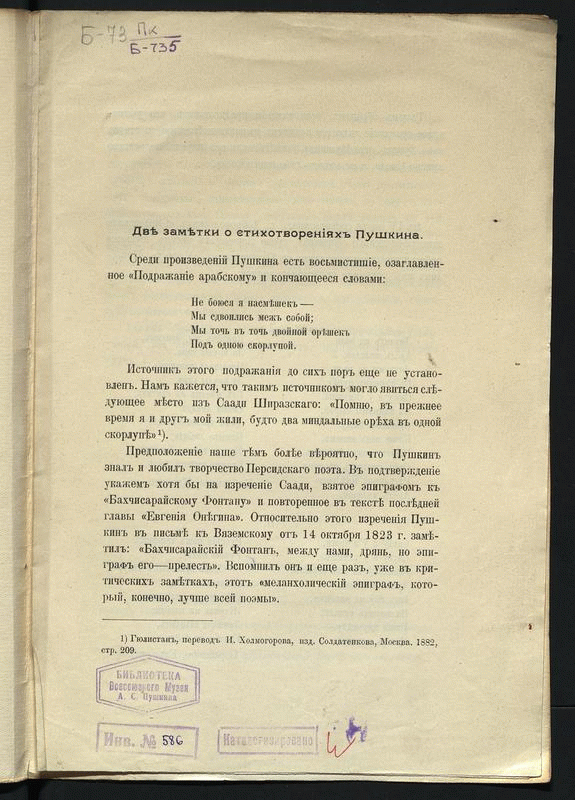 Б-73 Пк
Б-735
Двѣ замѣтки о стихотвореніяхъ Пушкина.
Среди произведеній Пушкина есть восьмистишіе, озаглавлен-
ное «Подражаніе арабскому» и кончающееся словами:
Не боюся я насмѣшекъ —
Мы сдвоились межъ собой;
Мы точь въ точь двойной орѣшекъ
Подъ одною скорлупой.
Источникъ этого подражанія до сихъ поръ еще не устано-
вленъ. Намъ кажется, что такимъ источникомъ могло явиться слѣ-
дующее мѣсто изъ Саади Ширазскаго: «Помню, въ прежнее
время я и другъ мой жили, будто два миндальные орѣха въ одной
скорлупѣ»¹).
Предположеніе наше тѣмъ болѣе вѣроятно, что Пушкинъ
зналъ и любилъ творчество Персидскаго поэта. Въ подтвержденіе
укажемъ хотя бы на изреченіе Саади, взятое эпиграфомъ къ
«Бахчисарайскому Фонтану» и повторенное въ текстѣ послѣдней
главы «Евгенія Онѣгина». Относительно этого изреченія Пуш-
кинъ въ письмѣ къ Вяземскому отъ 14 октября 1823 г. замѣ-
тилъ: «Бахчисарайскій Фонтанъ, между нами, дрянь, но эпи-
графъ его—прелесть». Вспомнилъ онъ и еще разъ, уже въ кри-
тическихъ замѣткахъ, этотъ «меланхолическій эпиграфъ, кото-
рый, конечно, лучше всей поэмы».
1) Гюлистанъ, переводъ И. Холмогорова, изд. Солдатенкова, Москва. 1882,
стр. 209.
БИБЛИОТЕКА
Всесоюзного Музея
А. С. Пушкина
Инв. № 586
Каталогизировано